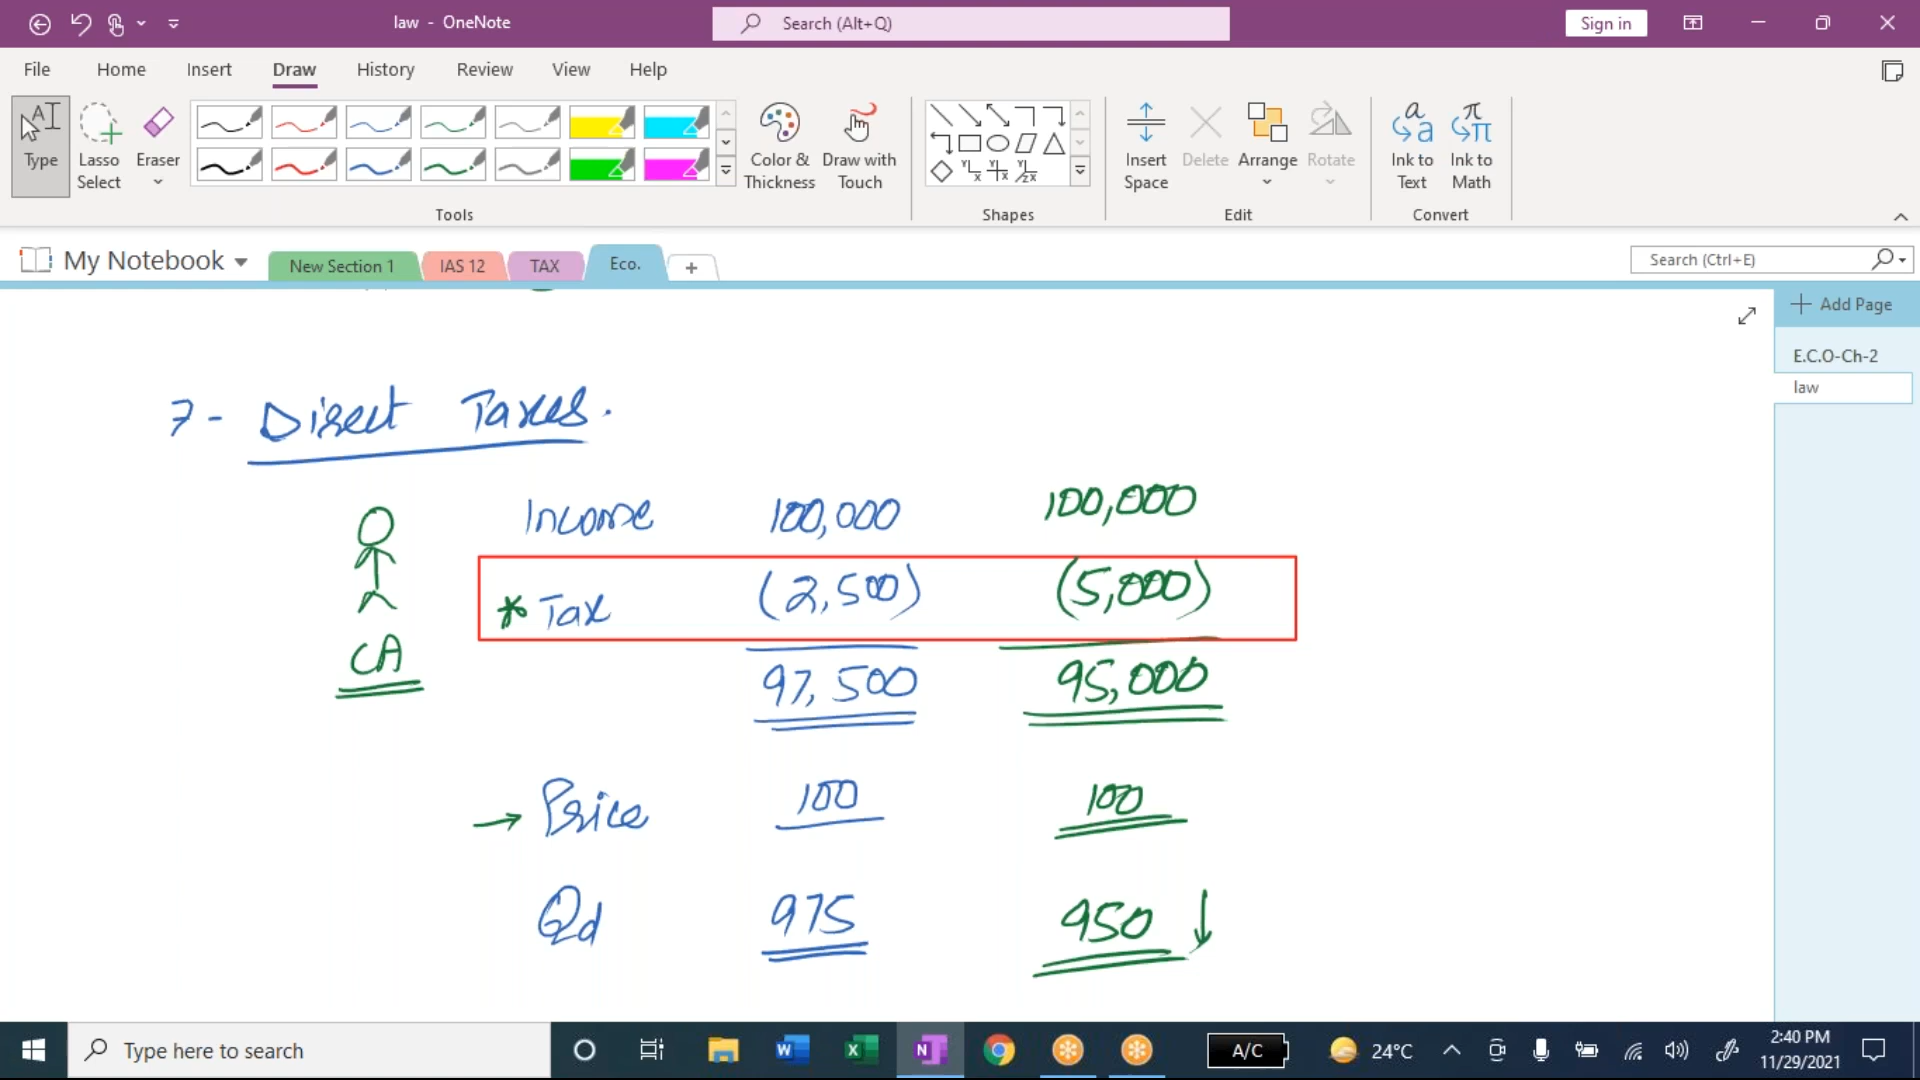 law - OneNote
Search (Alt+Q)
Sign in
File Home Insert Draw History Review View Help
Type
Lasso Select
Eraser
Color & Thickness
Draw with Touch
Insert Space
Delete
Arrange
Rotate
Ink to Text
Ink to Math
Tools Shapes Edit Convert
My Notebook New Section 1 IAS 12 TAX Eco. +
Search (Ctrl+E)
Add Page
E.C.O-Ch-2
law
7 - Direct Taxes.
Income 100,000 100,000
* Tax (2,500) (5,000)
CA
97,500 95,000
→ Price 100 100
Qd 975 950 ↓
Type here to search
A/C
24°C
2:40 PM
11/29/2021